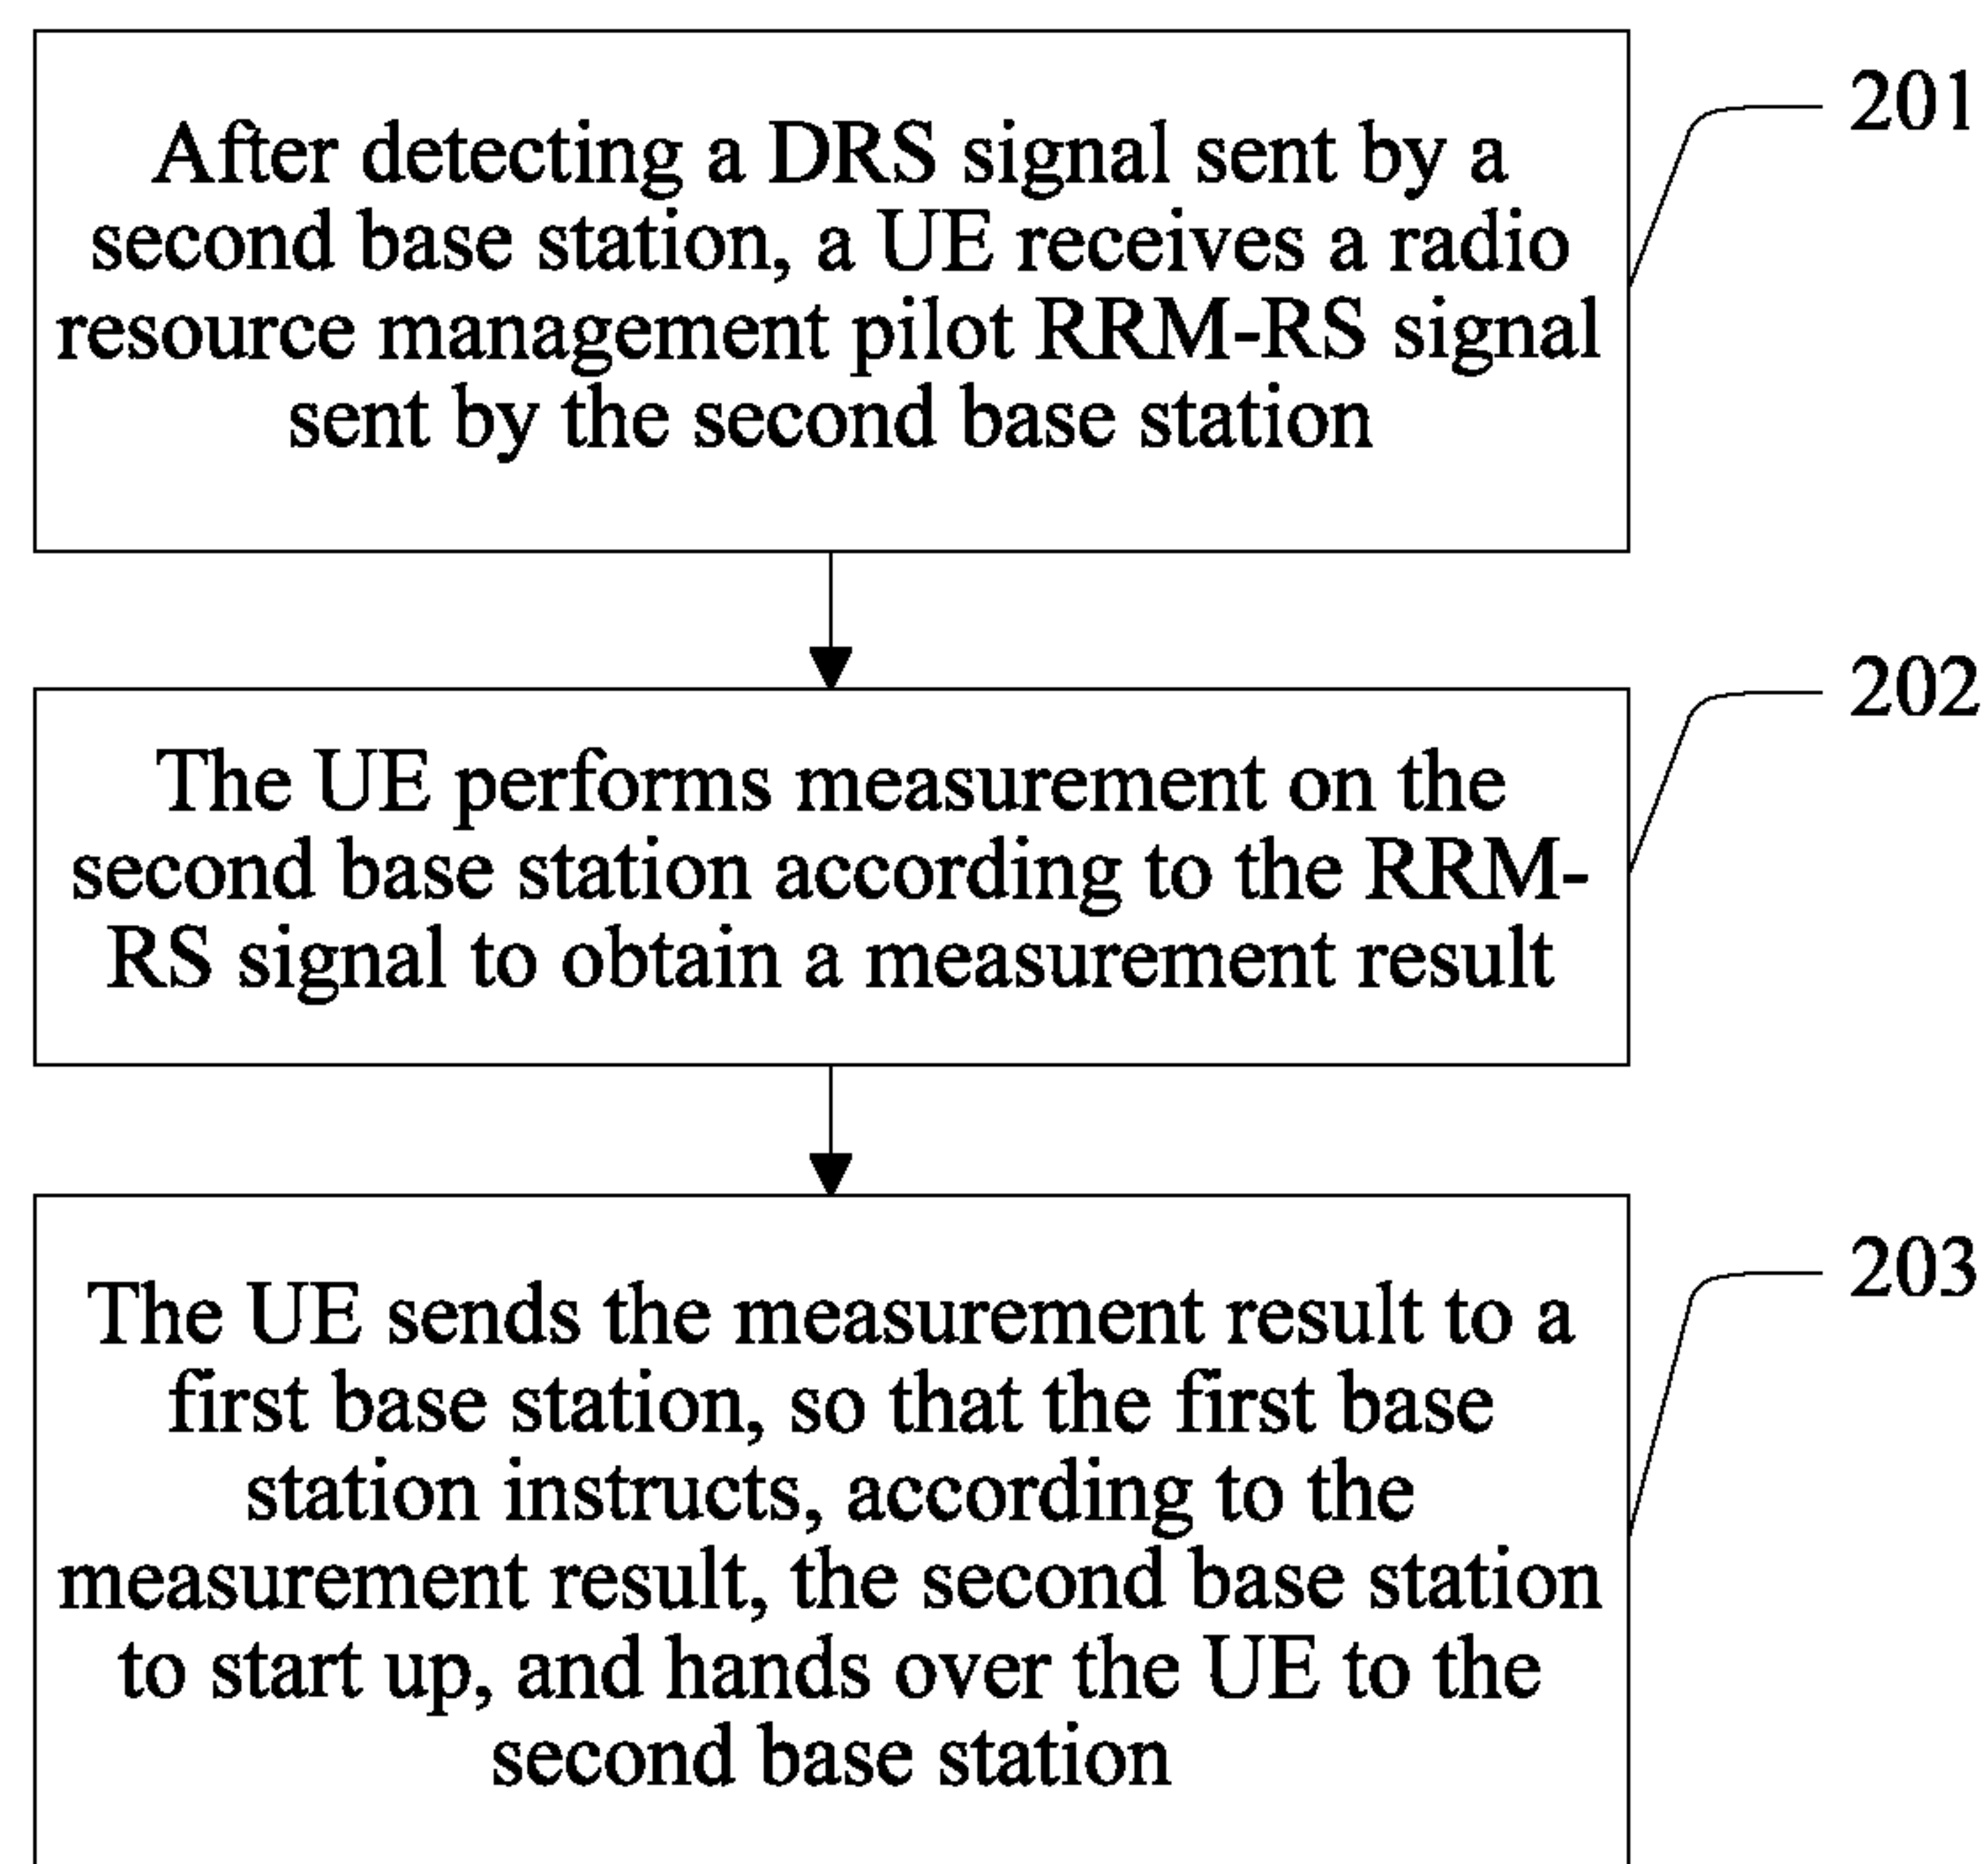 After detecting a DRS signal sent by a
second base station, a UE receives a radio
resource management pilot RRM-RS signal
sent by the second base station
201
The UE performs measurement on the
second base station according to the RRM-
RS signal to obtain a measurement result
202
The UE sends the measurement result to a
first base station, so that the first base
station instructs, according to the
measurement result, the second base station
to start up, and hands over the UE to the
second base station
203